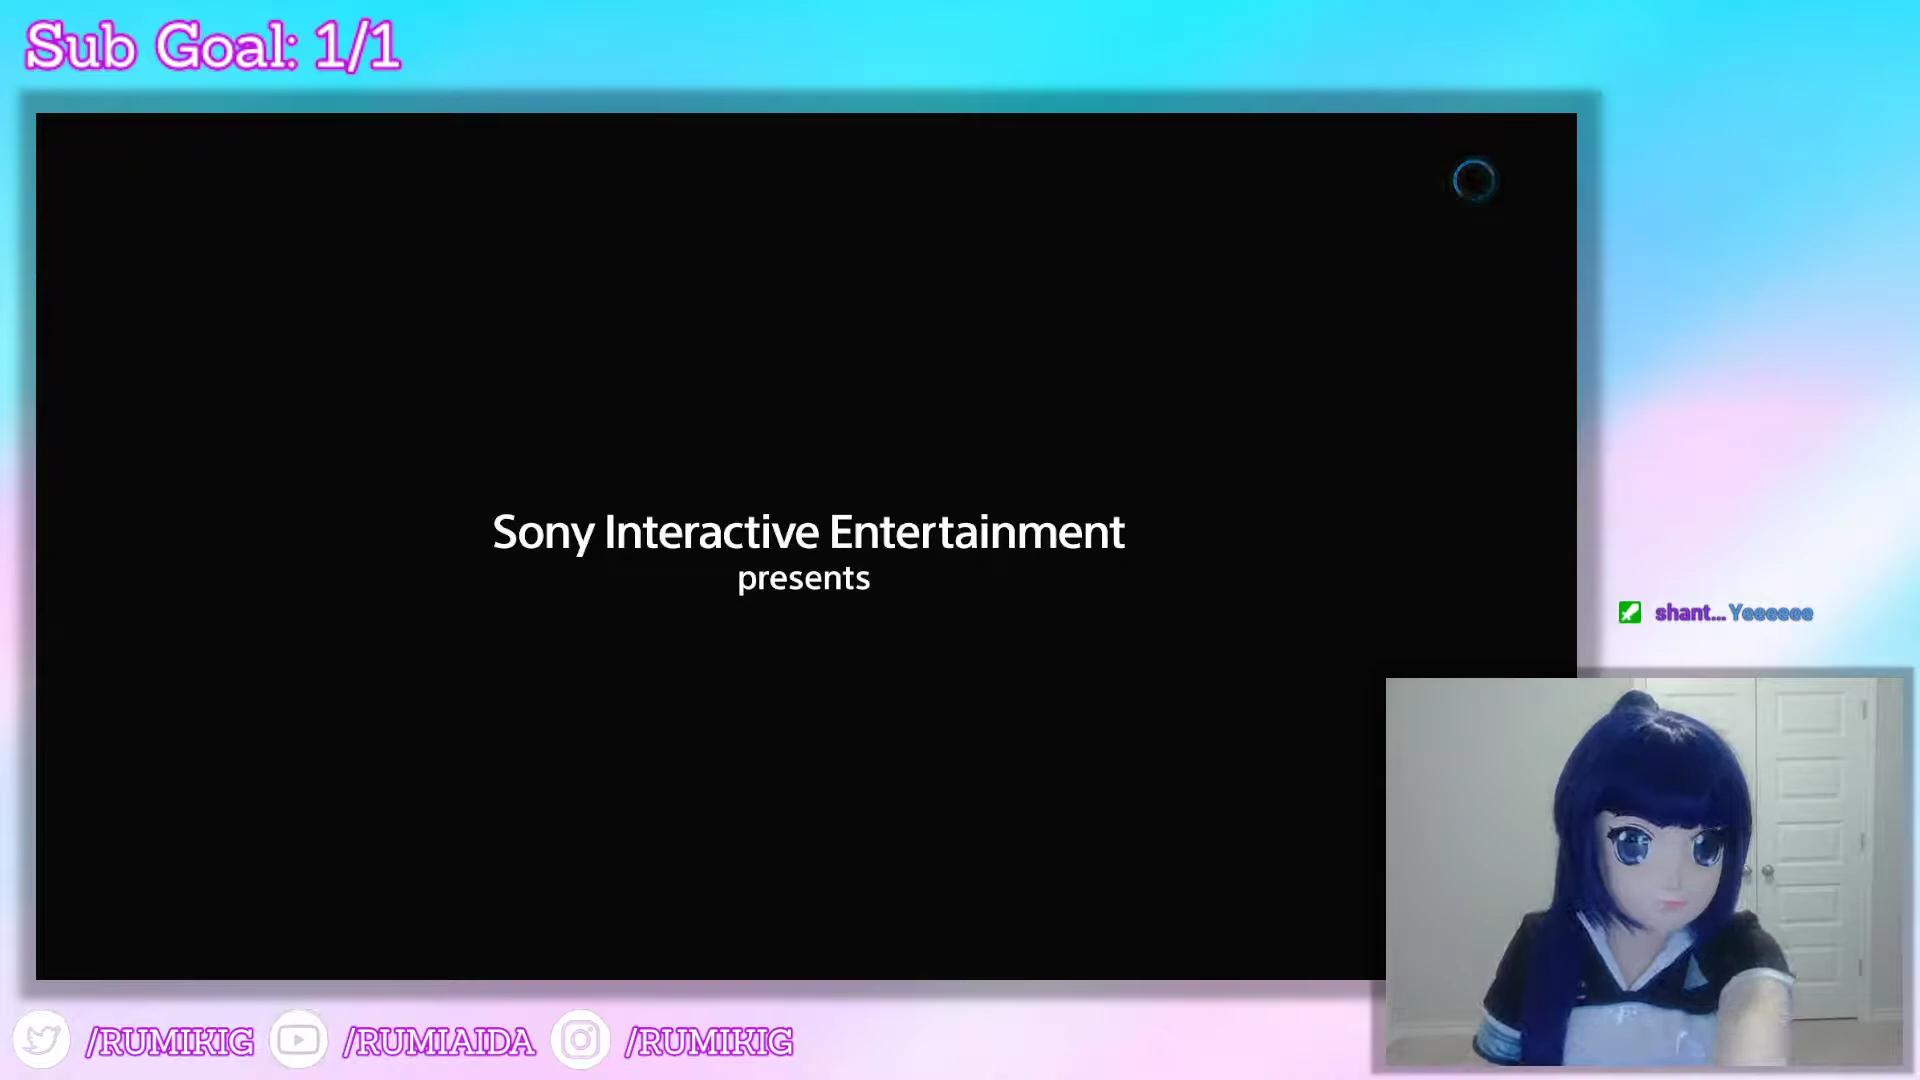 Sub Goal: 1/1
Sony Interactive Entertainment
presents
shant... Yeeeeee
/RUMIKIG
/RUMIAIDA
/RUMIKIG